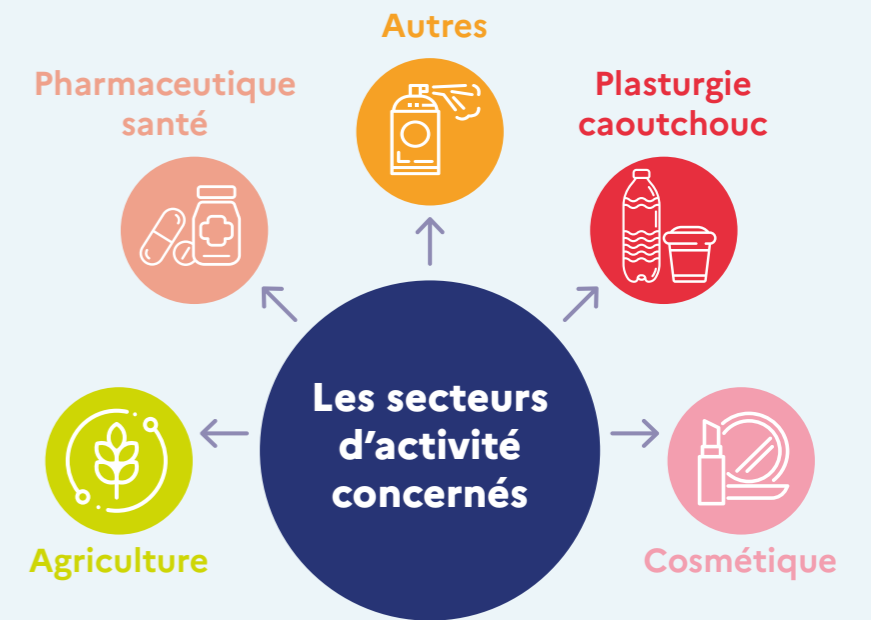 Autres
Pharmaceutique
santé
Plasturgie
caoutchouc
Les secteurs
d’activité
concernés
Agriculture
Cosmétique